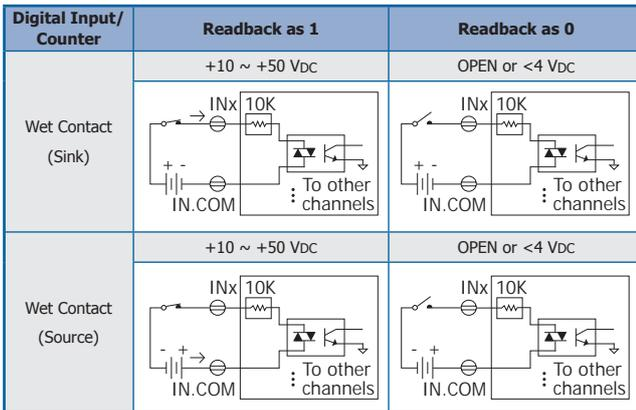 Digital Input/
Counter
Readback as 1
Readback as 0
Wet Contact
(Sink)
+10 ~ +50 VDC
OPEN or <4 VDC
INx 10K
+ -
IN.COM
To other
channels
INx 10K
+ -
IN.COM
To other
channels
Wet Contact
(Source)
+10 ~ +50 VDC
OPEN or <4 VDC
INx 10K
- +
IN.COM
To other
channels
INx 10K
- +
IN.COM
To other
channels